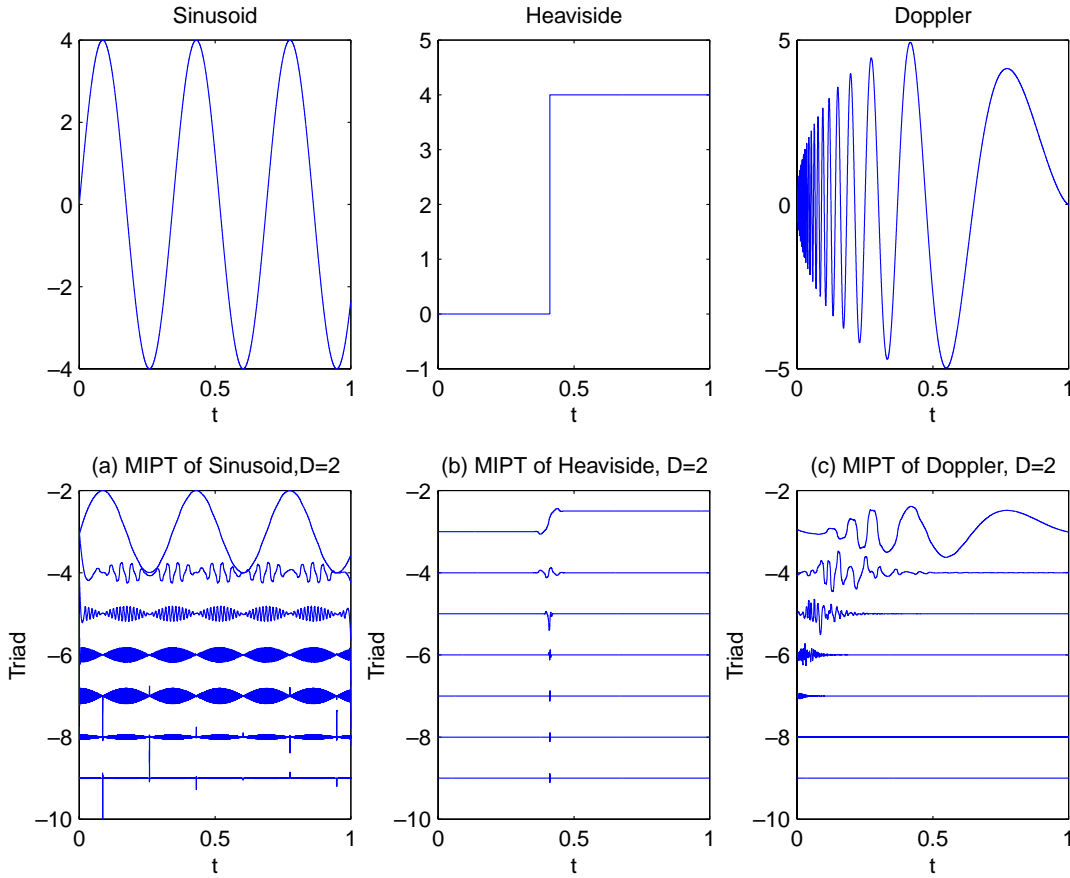 Sinusoid
4
2
0
−2
−4
0 0.5 1
t
Heaviside
5
4
3
2
1
0
−1
0 0.5 1
t
Doppler
5
0
−5
0 0.5 1
t
(a) MIPT of Sinusoid,D=2
−2
−4
−6
−8
−10
Triad
0 0.5 1
t
(b) MIPT of Heaviside, D=2
−2
−4
−6
−8
−10
Triad
0 0.5 1
t
(c) MIPT of Doppler, D=2
−2
−4
−6
−8
−10
Triad
0 0.5 1
t